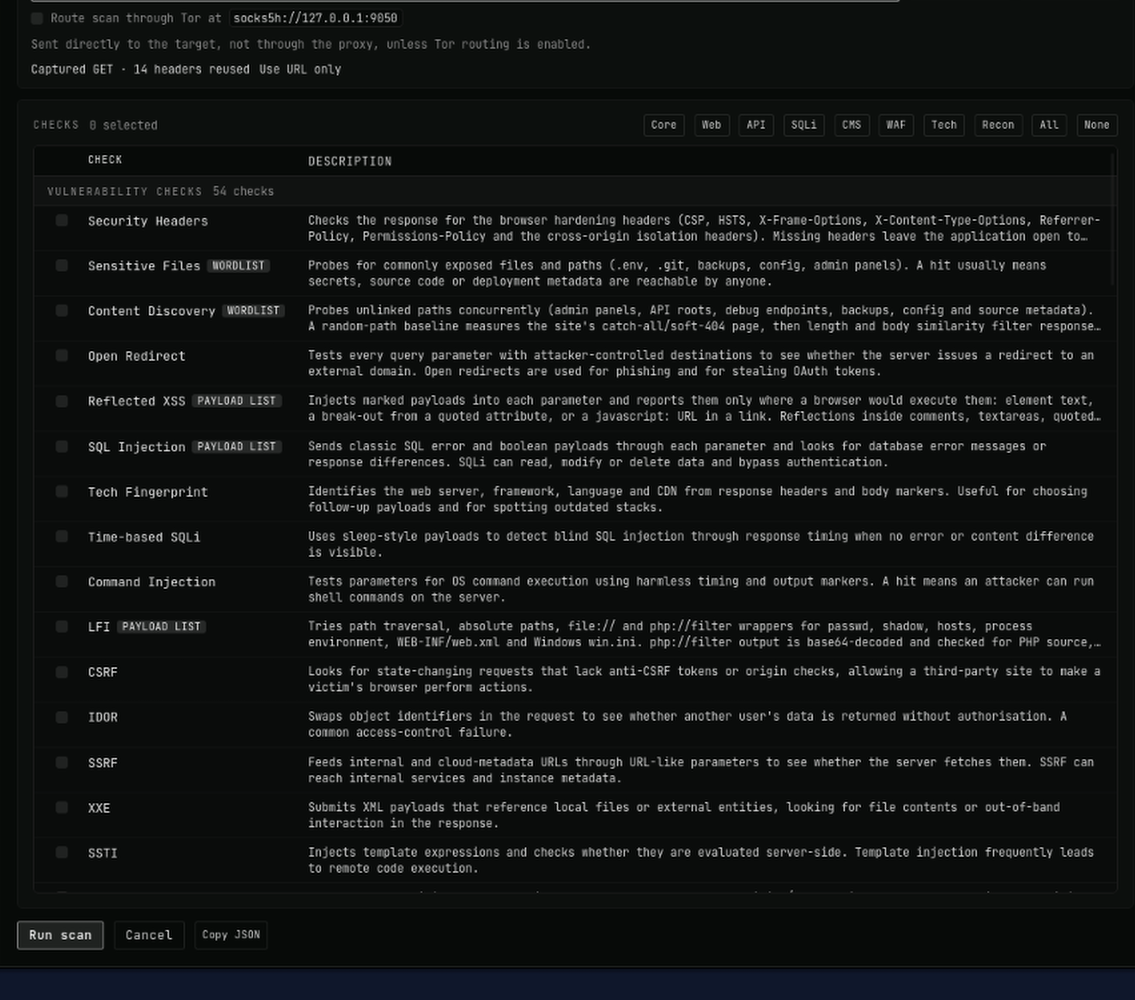 Route scan through Tor at socks5h://127.0.0.1:9050
Sent directly to the target, not through the proxy, unless Tor routing is enabled.
Captured GET · 14 headers reused Use URL only
CHECKS 0 selected
Core Web API SQLi CMS WAF Tech Recon All None
CHECK DESCRIPTION
VULNERABILITY CHECKS 54 checks
Security Headers
Checks the response for the browser hardening headers (CSP, HSTS, X-Frame-Options, X-Content-Type-Options, Referrer-
Policy, Permissions-Policy and the cross-origin isolation headers). Missing headers leave the application open to…
Sensitive Files WORDLIST
Probes for commonly exposed files and paths (.env, .git, backups, config, admin panels). A hit usually means
secrets, source code or deployment metadata are reachable by anyone.
Content Discovery WORDLIST
Probes unlinked paths concurrently (admin panels, API roots, debug endpoints, backups, config and source metadata).
A random-path baseline measures the site's catch-all/soft-404 page, then length and body similarity filter response…
Open Redirect
Tests every query parameter with attacker-controlled destinations to see whether the server issues a redirect to an
external domain. Open redirects are used for phishing and for stealing OAuth tokens.
Reflected XSS PAYLOAD LIST
Injects marked payloads into each parameter and reports them only where a browser would execute them: element text,
a break-out from a quoted attribute, or a javascript: URL in a link. Reflections inside comments, textareas, quoted…
SQL Injection PAYLOAD LIST
Sends classic SQL error and boolean payloads through each parameter and looks for database error messages or
response differences. SQLi can read, modify or delete data and bypass authentication.
Tech Fingerprint
Identifies the web server, framework, language and CDN from response headers and body markers. Useful for choosing
follow-up payloads and for spotting outdated stacks.
Time-based SQLi
Uses sleep-style payloads to detect blind SQL injection through response timing when no error or content difference
is visible.
Command Injection
Tests parameters for OS command execution using harmless timing and output markers. A hit means an attacker can run
shell commands on the server.
LFI PAYLOAD LIST
Tries path traversal, absolute paths, file:// and php://filter wrappers for passwd, shadow, hosts, process
environment, WEB-INF/web.xml and Windows win.ini. php://filter output is base64-decoded and checked for PHP source,…
CSRF
Looks for state-changing requests that lack anti-CSRF tokens or origin checks, allowing a third-party site to make a
victim's browser perform actions.
IDOR
Swaps object identifiers in the request to see whether another user's data is returned without authorisation. A
common access-control failure.
SSRF
Feeds internal and cloud-metadata URLs through URL-like parameters to see whether the server fetches them. SSRF can
reach internal services and instance metadata.
XXE
Submits XML payloads that reference local files or external entities, looking for file contents or out-of-band
interaction in the response.
SSTI
Injects template expressions and checks whether they are evaluated server-side. Template injection frequently leads
to remote code execution.
Run scan Cancel Copy JSON